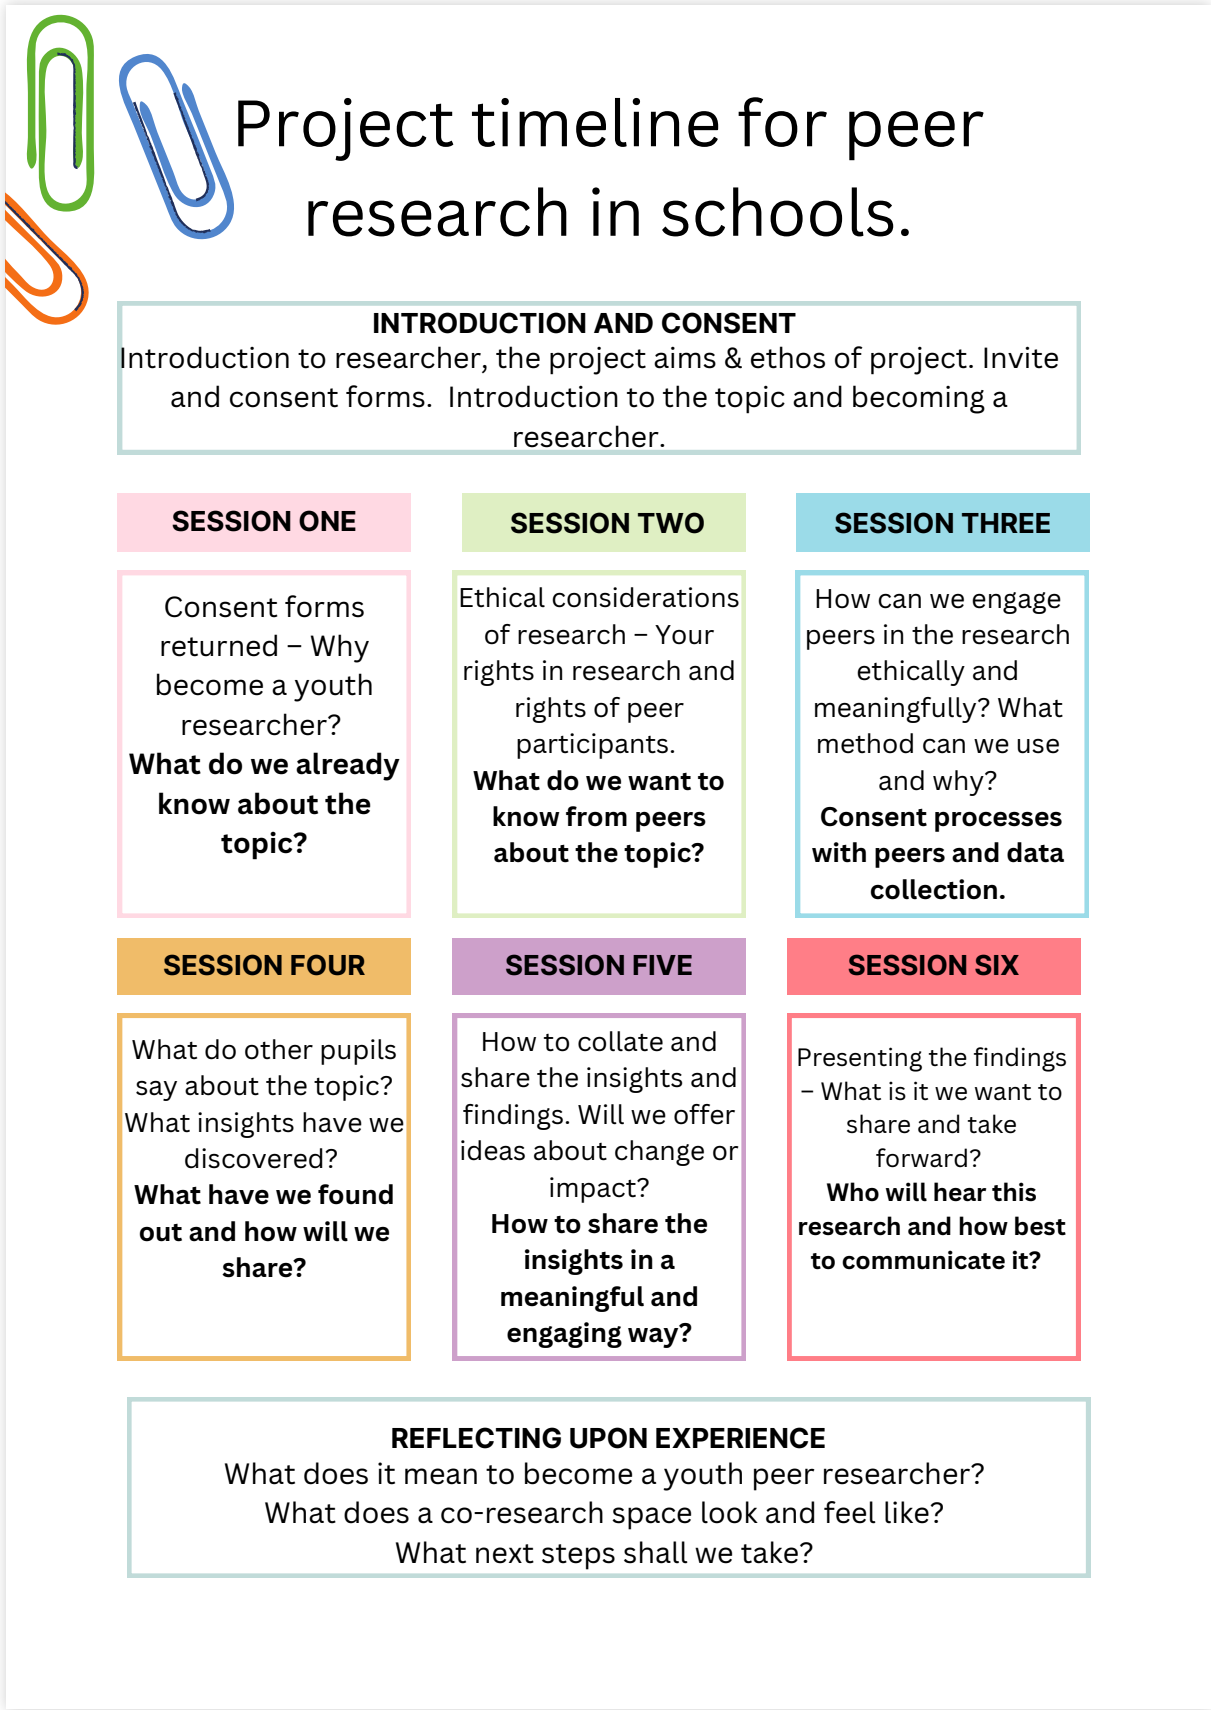 Project timeline for peer
research in schools.
INTRODUCTION AND CONSENT
Introduction to researcher, the project aims & ethos of project. Invite
and consent forms.  Introduction to the topic and becoming a
researcher.
SESSION ONE
Consent forms
returned – Why
become a youth
researcher?
What do we already
know about the
topic?
SESSION TWO
Ethical considerations
of research – Your
rights in research and
rights of peer
participants.
What do we want to
know from peers
about the topic?
SESSION THREE
How can we engage
peers in the research
ethically and
meaningfully? What
method can we use
and why?
Consent processes
with peers and data
collection.
SESSION FOUR
What do other pupils
say about the topic?
What insights have we
discovered?
What have we found
out and how will we
share?
SESSION FIVE
How to collate and
share the insights and
findings. Will we offer
ideas about change or
impact?
How to share the
insights in a
meaningful and
engaging way?
SESSION SIX
Presenting the findings
– What is it we want to
share and take
forward?
Who will hear this
research and how best
to communicate it?
REFLECTING UPON EXPERIENCE
What does it mean to become a youth peer researcher?
What does a co-research space look and feel like?
What next steps shall we take?